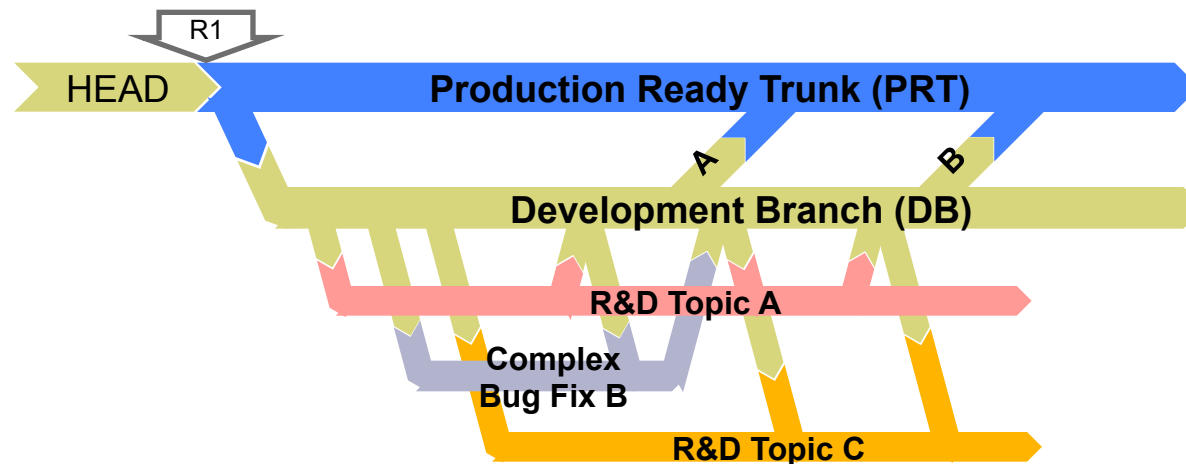 R1
HEAD
Production Ready Trunk (PRT)
A
B
Development Branch (DB)
R&D Topic A
Complex
Bug Fix B
R&D Topic C